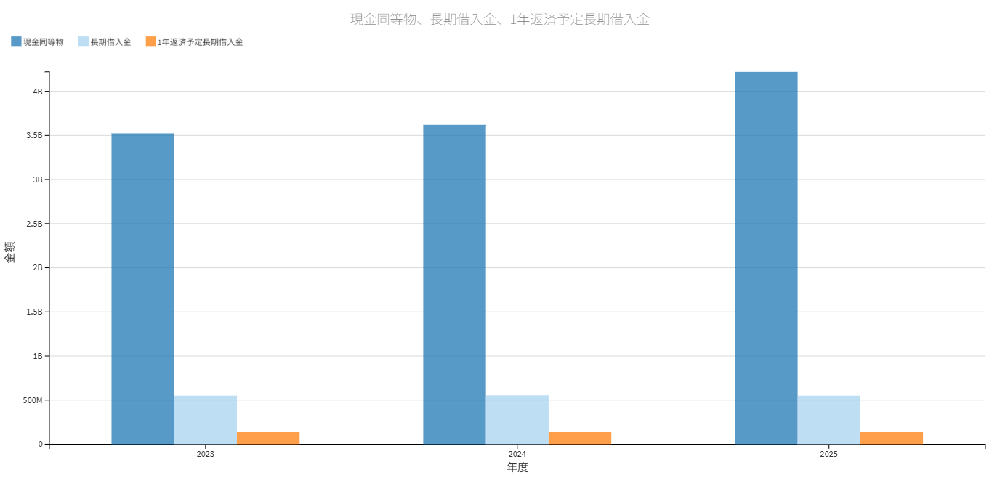 現金同等物、長期借入金、1年返済予定長期借入金
現金同等物 長期借入金 1年返済予定長期借入金
4B
3.5B
3B
2.5B
2B
1.5B
1B
500M
0
金額
2023 2024 2025
年度